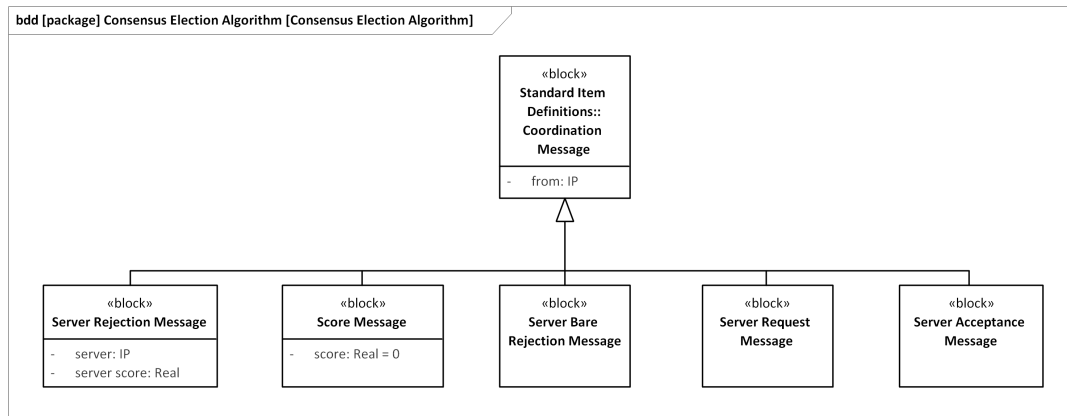 bdd [package] Consensus Election Algorithm [Consensus Election Algorithm]
«block»
Standard Item
Definitions::
Coordination
Message
- from: IP
«block»
Server Rejection Message
- server: IP
- server score: Real
«block»
Score Message
- score: Real = 0
«block»
Server Bare
Rejection Message
«block»
Server Request
Message
«block»
Server Acceptance
Message